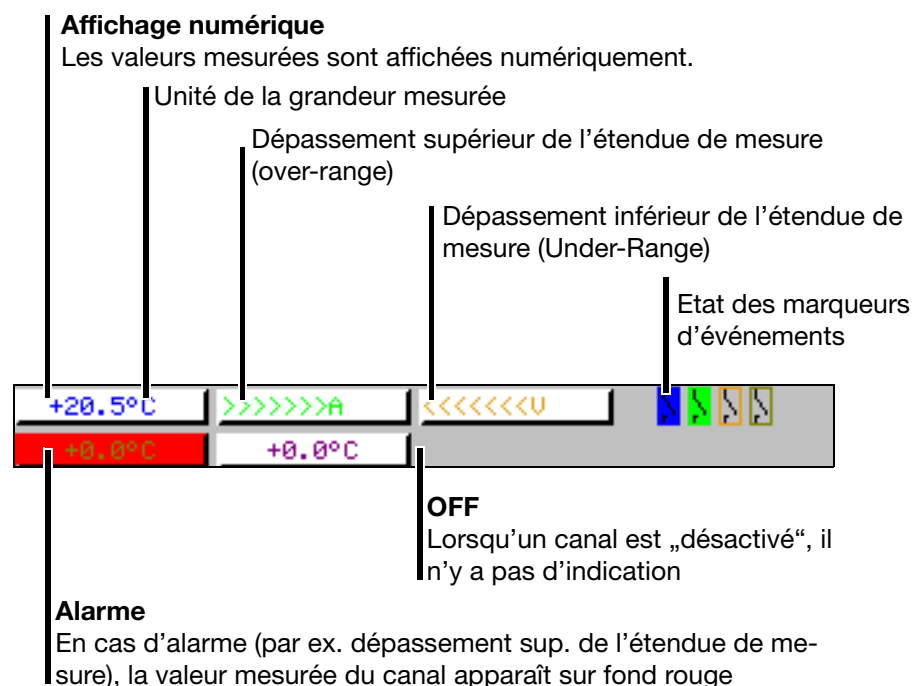 Affichage numérique
Les valeurs mesurées sont affichées numériquement.
Unité de la grandeur mesurée
Dépassement supérieur de l'étendue de mesure
(over-range)
Dépassement inférieur de l'étendue de
mesure (Under-Range)
Etat des marqueurs
d'événements
+20.5°C >>>>>>>A <<<<<<<V
+0.0°C +0.0°C
OFF
Lorsqu'un canal est „désactivé“, il
n'y a pas d'indication
Alarme
En cas d'alarme (par ex. dépassement sup. de l'étendue de me-
sure), la valeur mesurée du canal apparaît sur fond rouge